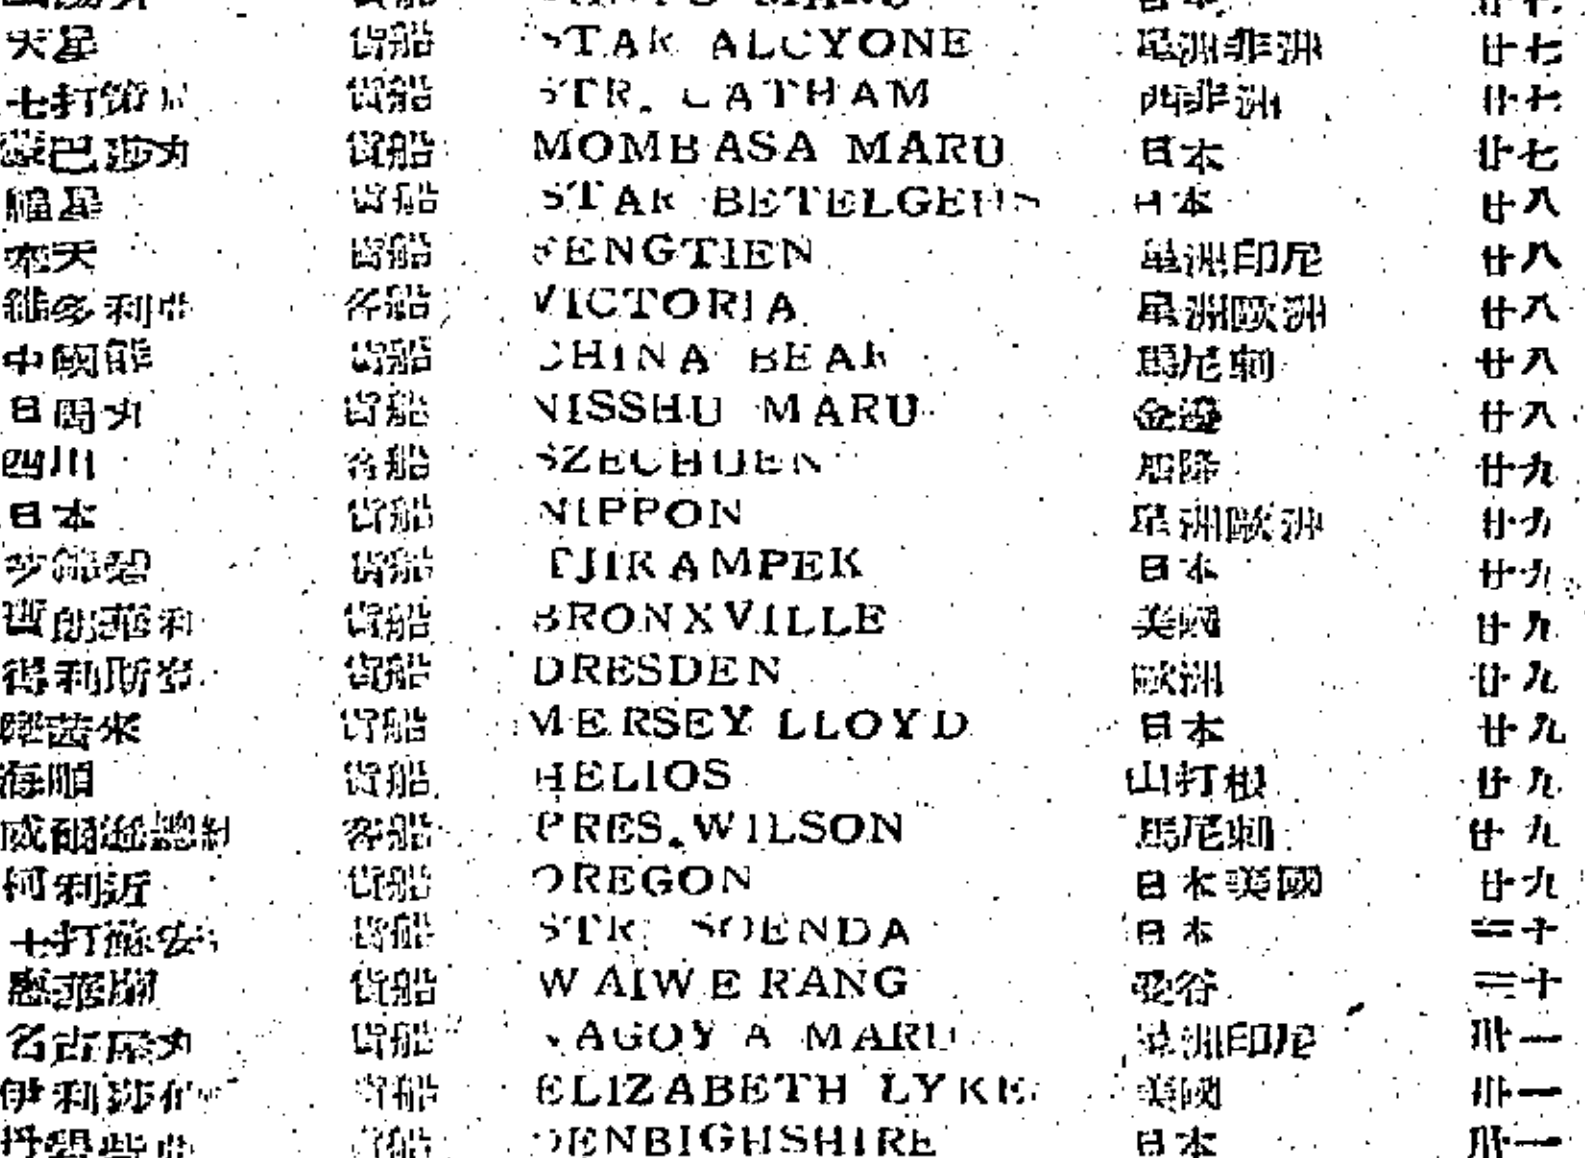 天星 貨船 STAR ALCYONE 星洲非洲 廿七
七打 貨船 STR. 西非洲 廿七
蒙巴莎丸 貨船 MOMBASA MARU 日本 廿七
福星 貨船 STAR BETELGEUS 日本 廿八
奉天 貨船 FENGTIEN 星洲印尼 廿八
維多利亞 客船 VICTORIA 星洲歐洲 廿八
中國熊 貨船 CHINA BEAR 馬尼剌 廿八
日 丸 貨船 NISSHU MARU 金邊 廿八
四川 客船 SZECHUEN 廿九
日本 貨船 NIPPON 星洲歐洲 廿九
貨船 TJIKAMPEK 日本 廿九
貨船 BRONXVILLE 美國 廿九
得利斯登 貨船 DRESDEN 歐洲 廿九
貨船 MERSEY LLOYD 日本 廿九
海順 貨船 HELIOS 山打根 廿九
威爾遜總統 客船 PRES. WILSON 馬尼剌 廿九
柯利近 貨船 OREGON 日本美國 廿九
七打蘇安 貨船 STR. SOENDA 日本 三十
貨船 WAIWERANG 曼谷 三十
名古屋丸 貨船 NAGOYA MARU 星洲印尼 卅一
伊利莎伯 貨船 ELIZABETH LYKE 美國 卅一
貨船 DENBIGHSHIRE 日本 卅一